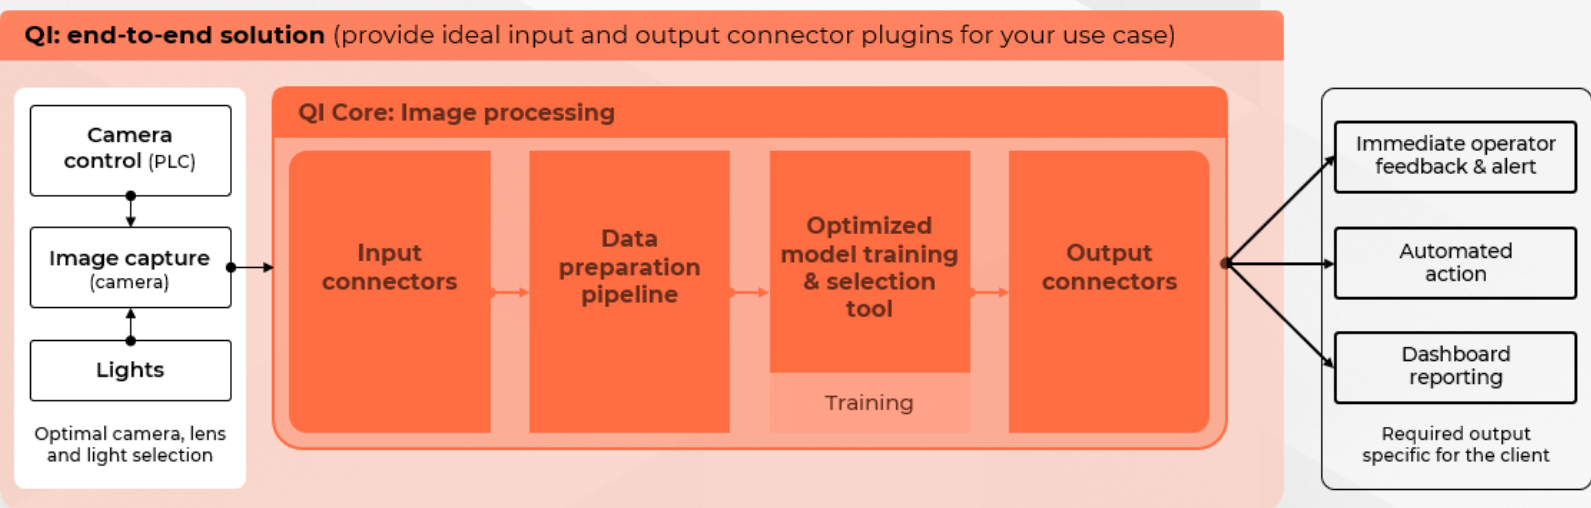 QI: end-to-end solution (provide ideal input and output connector plugins for your use case)
Camera
control (PLC)
Image capture
(camera)
Lights
Optimal camera, lens
and light selection
QI Core: Image processing
Input
connectors
Data
preparation
pipeline
Optimized
model training
& selection
tool
Training
Output
connectors
Immediate operator
feedback & alert
Automated
action
Dashboard
reporting
Required output
specific for the client